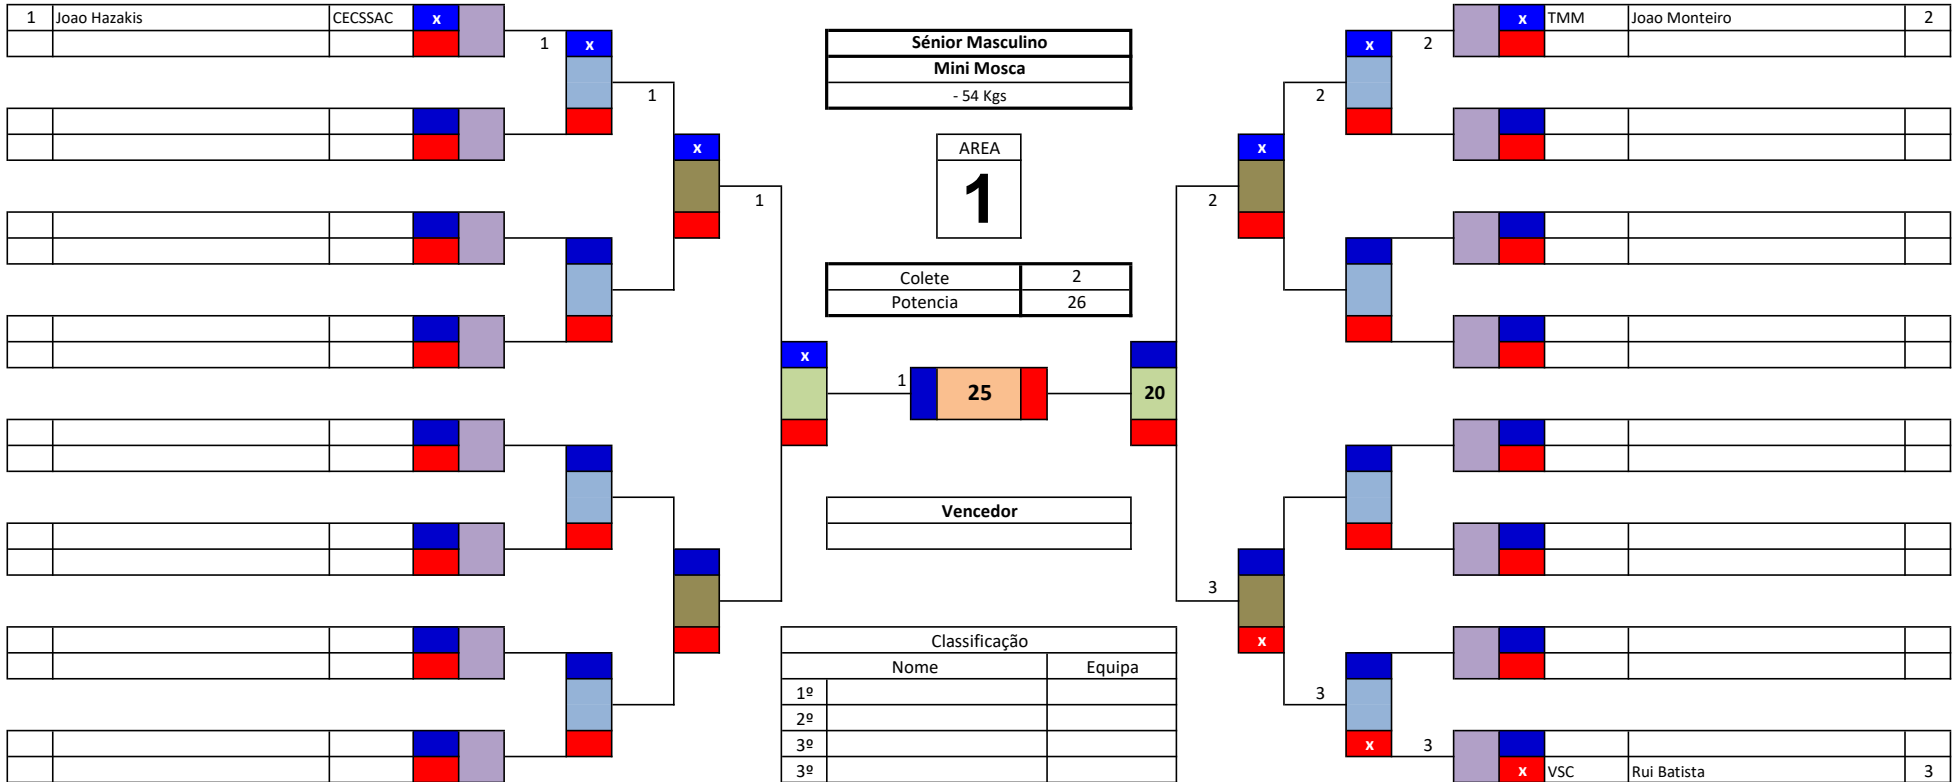 1 Joao Hazakis CECSSAC x
x TMM Joao Monteiro 2
1 x
Sénior Masculino
x 2
Mini Mosca
- 54 Kgs
1
2
x
AREA
x
1
1
2
Colete 2
Potencia 26
x
1
25
20
Vencedor
3
Classificação
x
Nome Equipa
1º
3
2º
3º
x 3
3º
x VSC Rui Batista 3